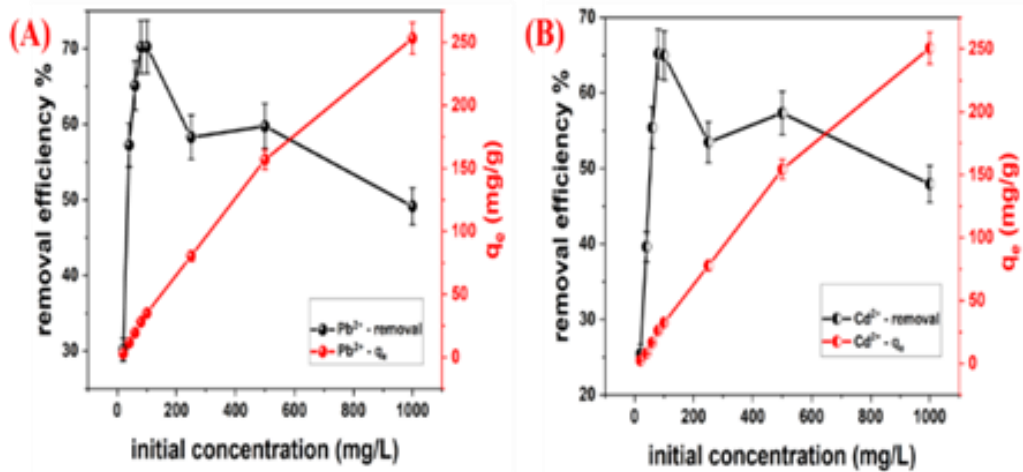 (A)
removal efficiency %
70
60
50
40
30
250
200
150
100
50
0
qₑ (mg/g)
Pb²⁺ - removal
Pb²⁺ - qₑ
0 200 400 600 800 1000
initial concentration (mg/L)
(B)
removal efficiency %
70
60
50
40
30
20
250
200
150
100
50
0
qₑ (mg/g)
Cd²⁺ - removal
Cd²⁺ - qₑ
0 200 400 600 800 1000
initial concentration (mg/L)